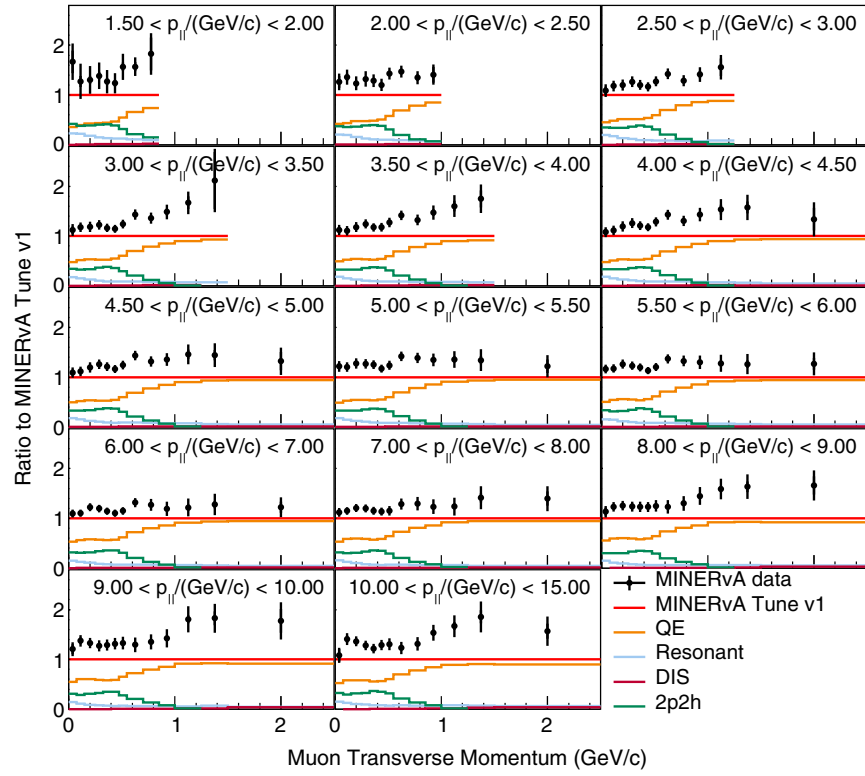 1.50 < p||/(GeV/c) < 2.00
2.00 < p||/(GeV/c) < 2.50
2.50 < p||/(GeV/c) < 3.00
2
1
0
3.00 < p||/(GeV/c) < 3.50
3.50 < p||/(GeV/c) < 4.00
4.00 < p||/(GeV/c) < 4.50
2
1
0
4.50 < p||/(GeV/c) < 5.00
5.00 < p||/(GeV/c) < 5.50
5.50 < p||/(GeV/c) < 6.00
2
1
0
6.00 < p||/(GeV/c) < 7.00
7.00 < p||/(GeV/c) < 8.00
8.00 < p||/(GeV/c) < 9.00
2
1
0
9.00 < p||/(GeV/c) < 10.00
10.00 < p||/(GeV/c) < 15.00
2
1
0
Ratio to MINERvA Tune v1
MINERvA data
MINERvA Tune v1
QE
Resonant
DIS
2p2h
0 1 2 0 1 2
Muon Transverse Momentum (GeV/c)